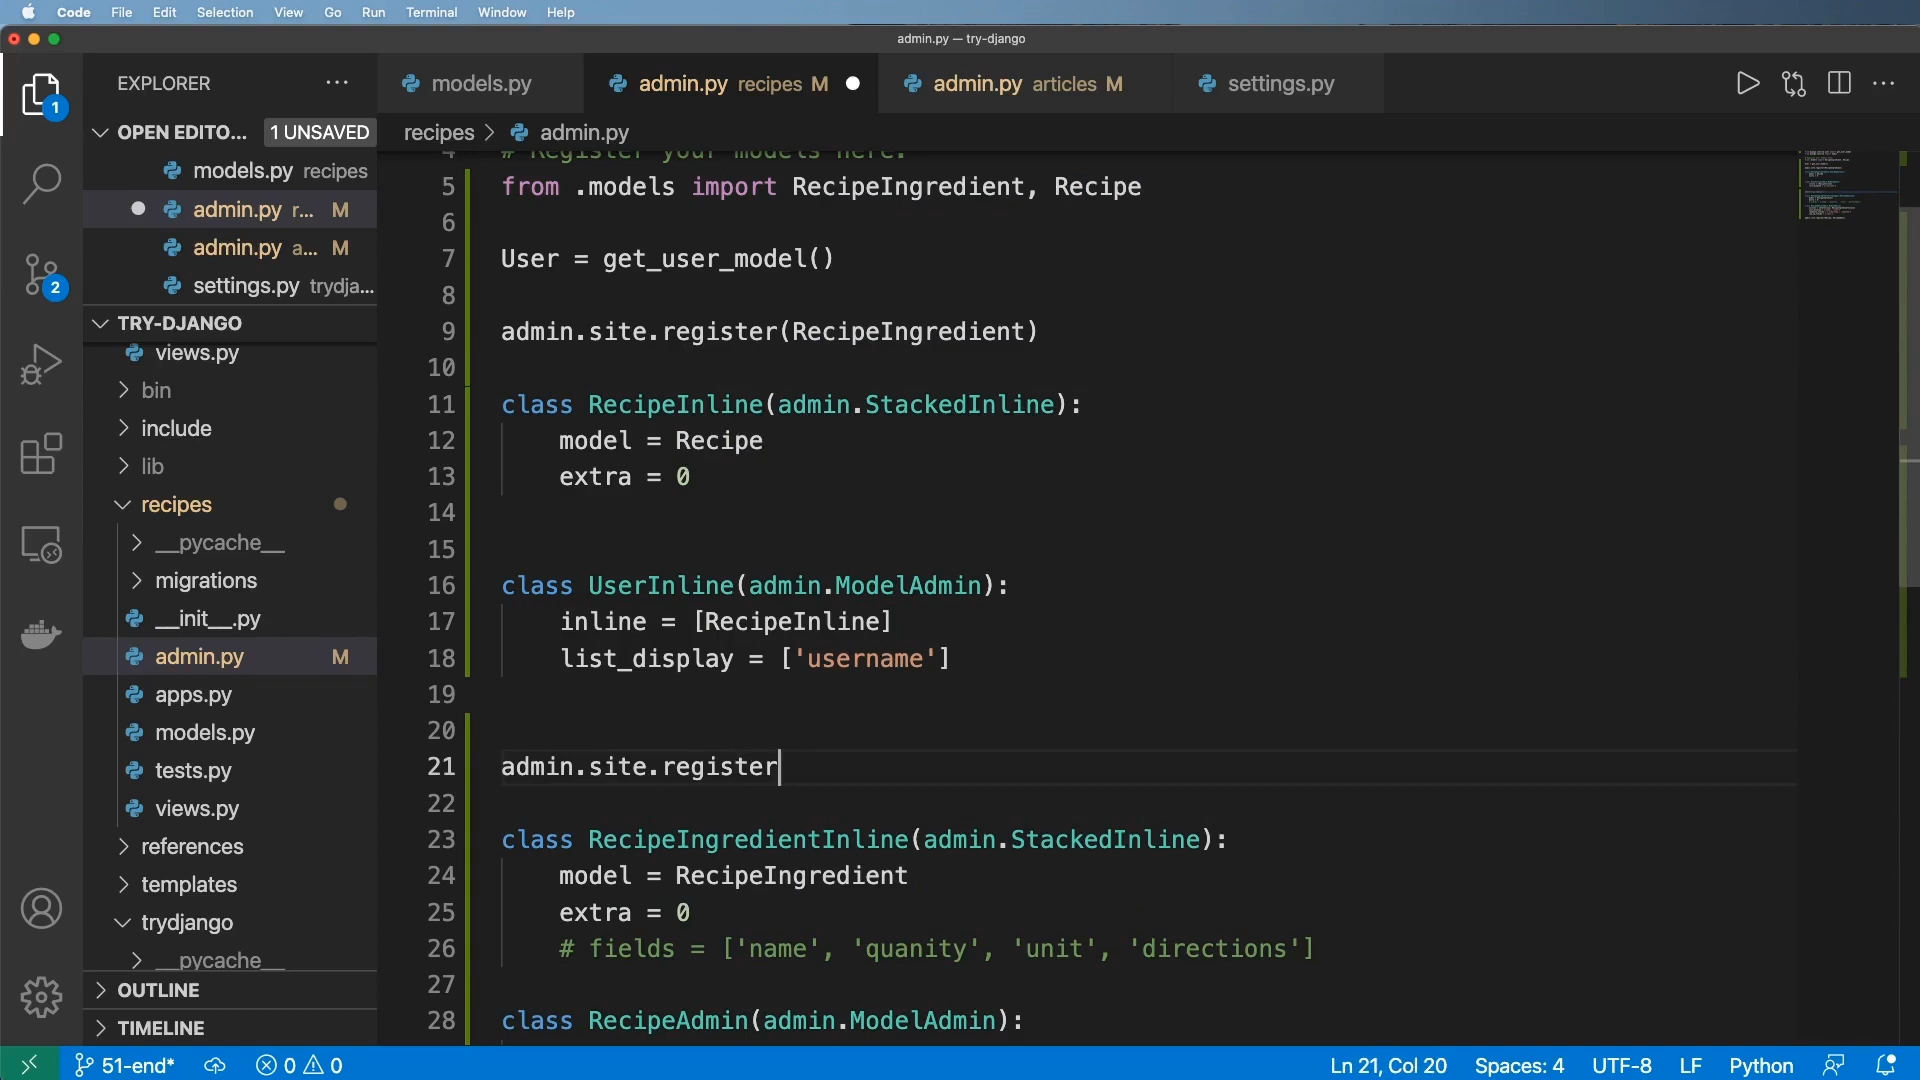 Code File Edit Selection View Go Run Terminal Window Help
admin.py — try-django
EXPLORER
1
OPEN EDITO... 1 UNSAVED
models.py recipes
admin.py r... M
admin.py a... M
settings.py trydja...
2
TRY-DJANGO
views.py
bin
include
lib
recipes
__pycache__
migrations
__init__.py
admin.py M
apps.py
models.py
tests.py
views.py
references
templates
trydjango
__pycache__
OUTLINE
TIMELINE
models.py admin.py recipes M admin.py articles M settings.py
recipes > admin.py
4 # Register your models here.
5 from .models import RecipeIngredient, Recipe
6
7 User = get_user_model()
8
9 admin.site.register(RecipeIngredient)
10
11 class RecipeInline(admin.StackedInline):
12 model = Recipe
13 extra = 0
14
15
16 class UserInline(admin.ModelAdmin):
17 inline = [RecipeInline]
18 list_display = ['username']
19
20
21 admin.site.register
22
23 class RecipeIngredientInline(admin.StackedInline):
24 model = RecipeIngredient
25 extra = 0
26 # fields = ['name', 'quanity', 'unit', 'directions']
27
28 class RecipeAdmin(admin.ModelAdmin):
51-end* 0 0 Ln 21, Col 20 Spaces: 4 UTF-8 LF Python